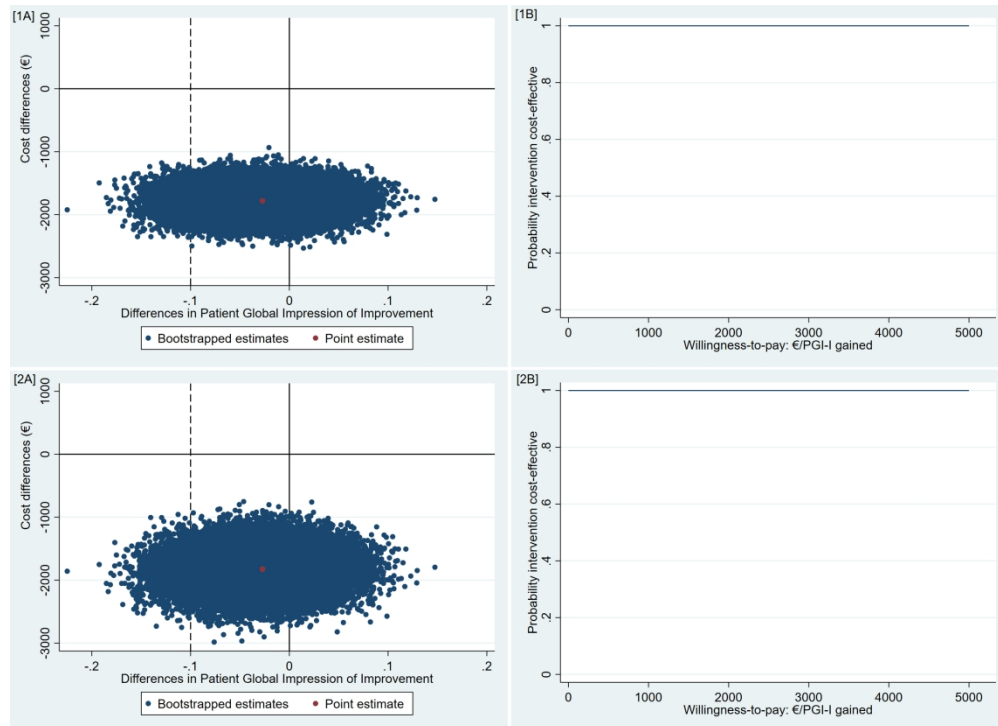 [1A]
Cost differences (€)
1000
0
-1000
-2000
-3000
-.2
-.1
0
.1
.2
Differences in Patient Global Impression of Improvement
Bootstrapped estimates
Point estimate
[1B]
Probability intervention cost-effective
1
.8
.6
.4
.2
0
0
1000
2000
3000
4000
5000
Willingness-to-pay: €/PGI-I gained
[2A]
Cost differences (€)
1000
0
-1000
-2000
-3000
-.2
-.1
0
.1
.2
Differences in Patient Global Impression of Improvement
Bootstrapped estimates
Point estimate
[2B]
Probability intervention cost-effective
1
.8
.6
.4
.2
0
0
1000
2000
3000
4000
5000
Willingness-to-pay: €/PGI-I gained